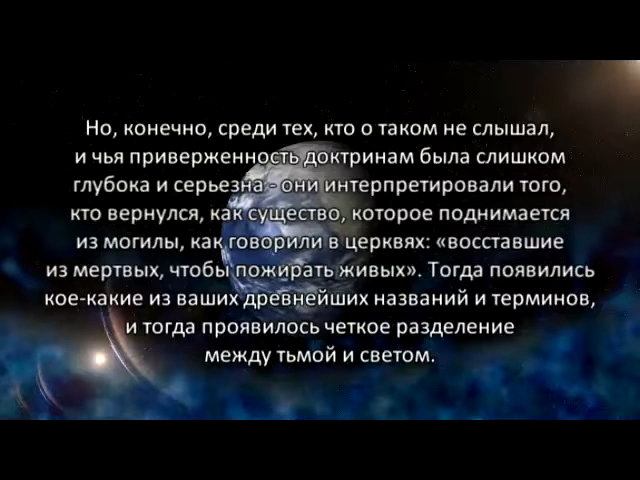 Но, конечно, среди тех, кто о таком не слышал,
и чья приверженность доктринам была слишком
глубока и серьезна - они интерпретировали того,
кто вернулся, как существо, которое поднимается
из могилы, как говорили в церквях: «восставшие
из мертвых, чтобы пожирать живых». Тогда появились
кое-какие из ваших древнейших названий и терминов,
и тогда проявилось четкое разделение
между тьмой и светом.